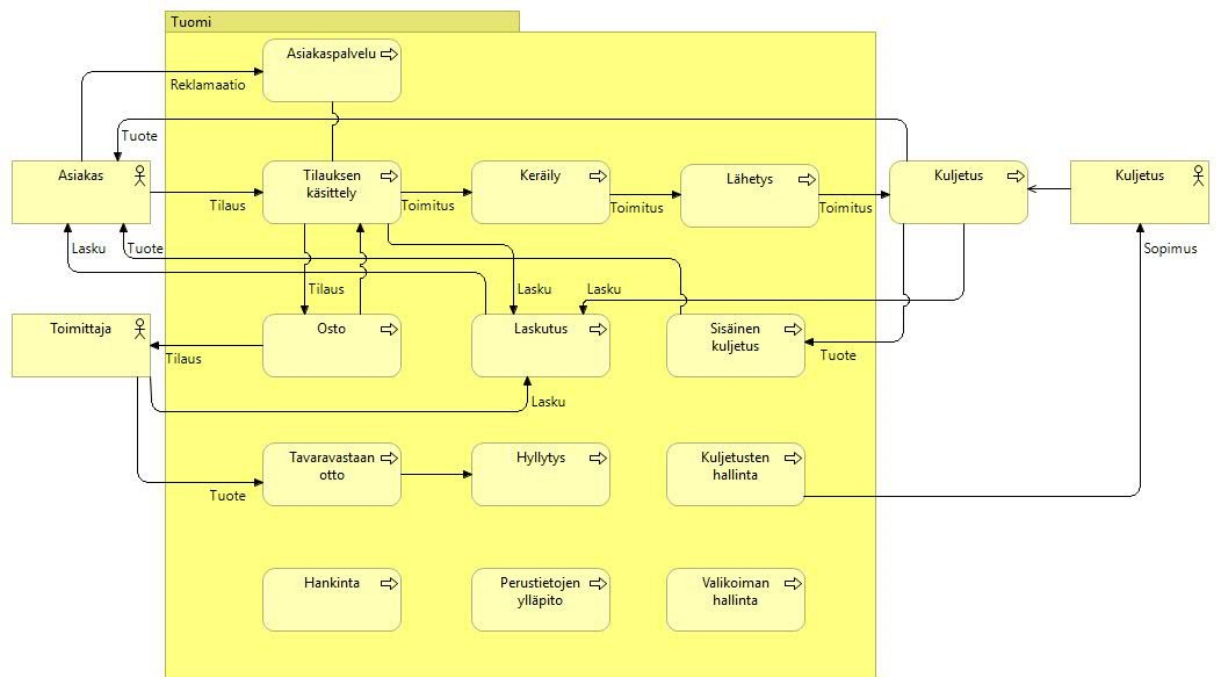 Tuomi
Asiakaspalvelu
Reklamaatio
Tuote
Asiakas
Tilauksen
käsittely
Keräily
Lähetys
Kuljetus
Kuljetus
Tilaus
Toimitus
Toimitus
Toimitus
Lasku
Tuote
Sopimus
Tilaus
Lasku
Lasku
Toimittaja
Osto
Laskutus
Sisäinen
kuljetus
Tilaus
Tuote
Lasku
Tavaravastaan
otto
Hyllytys
Kuljetusten
hallinta
Tuote
Hankinta
Perustietojen
ylläpito
Valikoiman
hallinta